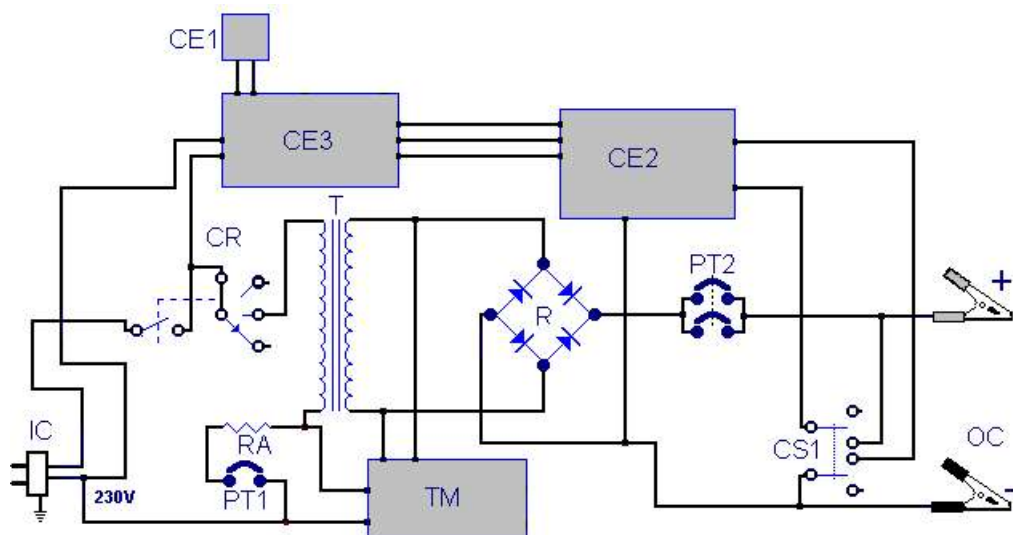 CE1
CE3
CE2
T
CR
PT2
+
R
IC
RA
CS1
OC
PT1
TM
-
230V